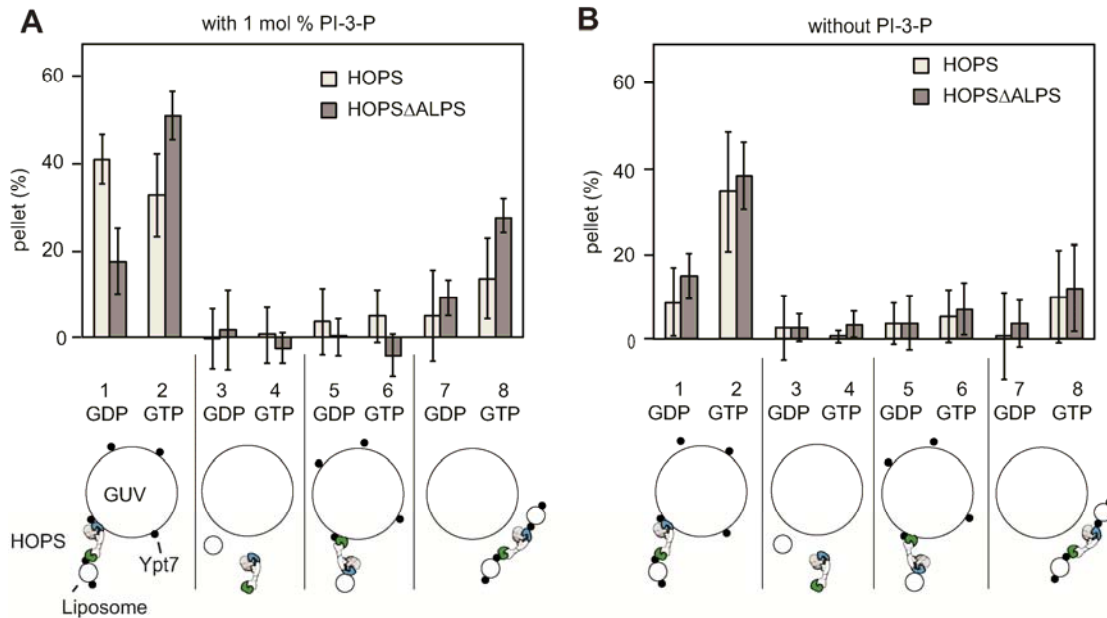 A
with 1 mol % PI-3-P
60
40
20
0
pellet (%)
HOPS
HOPSΔALPS
1 2 3 4 5 6 7 8
GDP GTP GDP GTP GDP GTP GDP GTP
GUV
HOPS
Ypt7
Liposome
B
without PI-3-P
60
40
20
0
pellet (%)
HOPS
HOPSΔALPS
1 2 3 4 5 6 7 8
GDP GTP GDP GTP GDP GTP GDP GTP